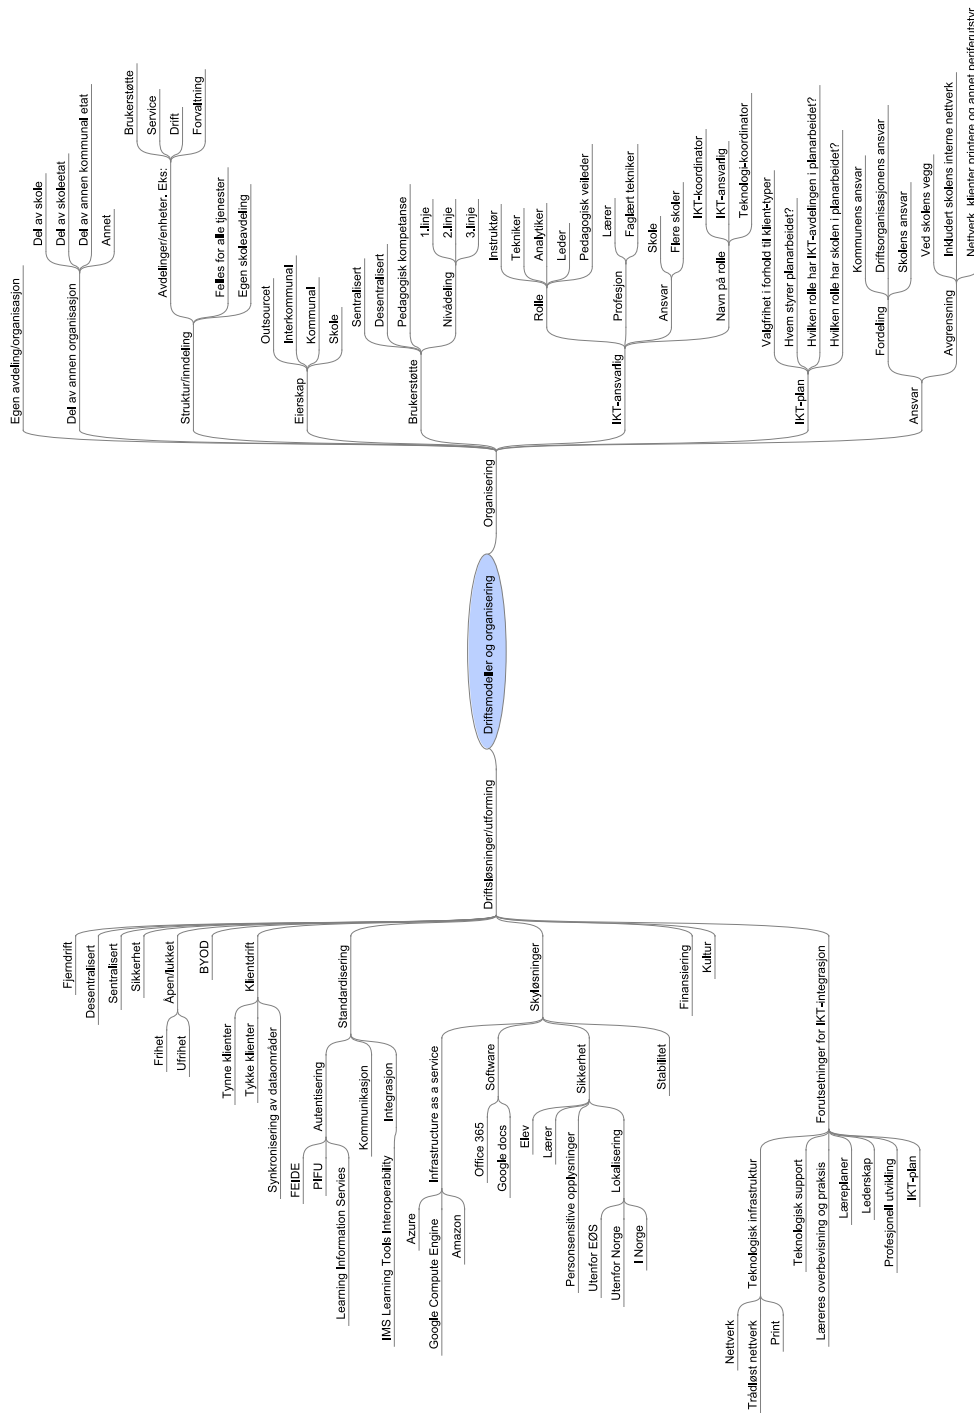 Driftsmodeller og organisering
Organisering
Egen avdeling/organisasjon
Del av annen organisasjon
Del av skole
Del av skoleetat
Del av annen kommunal etat
Annet
Struktur/inndeling
Avdelinger/enheter. Eks:
Brukerstøtte
Service
Drift
Forvaltning
Felles for alle tjenester
Egen skoleavdeling
Eierskap
Outsourcet
Interkommunal
Kommunal
Skole
Brukerstøtte
Sentralisert
Desentralisert
Pedagogisk kompetanse
Nivådeling
1.linje
2.linje
3.linje
IKT-ansvarlig
Rolle
Instruktør
Tekniker
Analytiker
Leder
Pedagogisk veileder
Profesjon
Lærer
Faglært tekniker
Ansvar
Skole
Flere skoler
Navn på rolle
IKT-koordinator
IKT-ansvarlig
Teknologi-koordinator
IKT-plan
Valgfrihet i forhold til klient-typer
Hvem styrer planarbeidet?
Hvilken rolle har IKT-avdelingen i planarbeidet?
Hvilken rolle har skolen i planarbeidet?
Ansvar
Fordeling
Kommunens ansvar
Driftsorganisasjonens ansvar
Skolens ansvar
Avgrensning
Ved skolens vegg
Inkludert skolens interne nettverk
Nettverk, klienter printere og annet periferutstyr
Driftsløsninger/utforming
Fjerndrift
Desentralisert
Sentralisert
Sikkerhet
Åpen/lukket
Frihet
Ufrihet
BYOD
Klientdrift
Tynne klienter
Tykke klienter
Synkronisering av dataområder
Standardisering
Autentisering
FEIDE
PIFU
Learning Information Servies
Kommunikasjon
Integrasjon
IMS Learning Tools Interoperability
Skyløsninger
Infrastructure as a service
Azure
Google Compute Engine
Amazon
Software
Office 365
Google docs
Sikkerhet
Elev
Lærer
Personsensitive opplysninger
Lokalisering
Utenfor EØS
Utenfor Norge
I Norge
Stabilitet
Finansiering
Kultur
Forutsetninger for IKT-integrasjon
Teknologisk infrastruktur
Nettverk
Trådløst nettverk
Print
Teknologisk support
Læreres overbevisning og praksis
Læreplaner
Lederskap
Profesjonell utvikling
IKT-plan